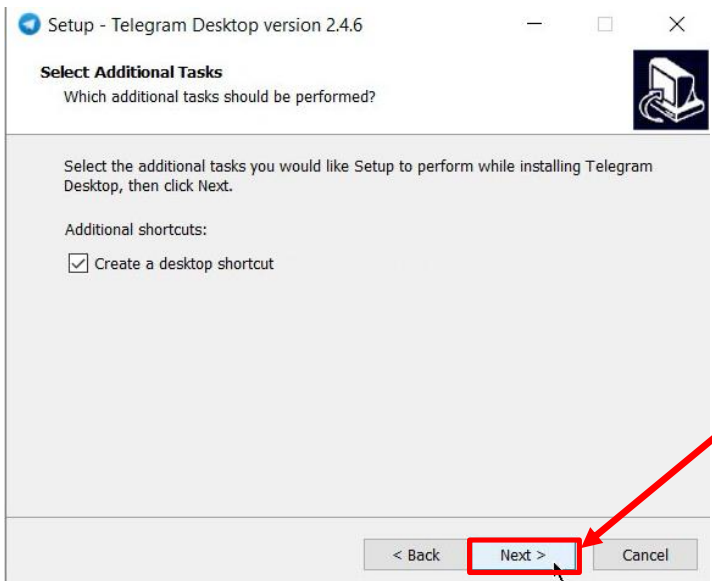 Setup - Telegram Desktop version 2.4.6
Select Additional Tasks
Which additional tasks should be performed?
Select the additional tasks you would like Setup to perform while installing Telegram
Desktop, then click Next.
Additional shortcuts:
Create a desktop shortcut
< Back Next > Cancel